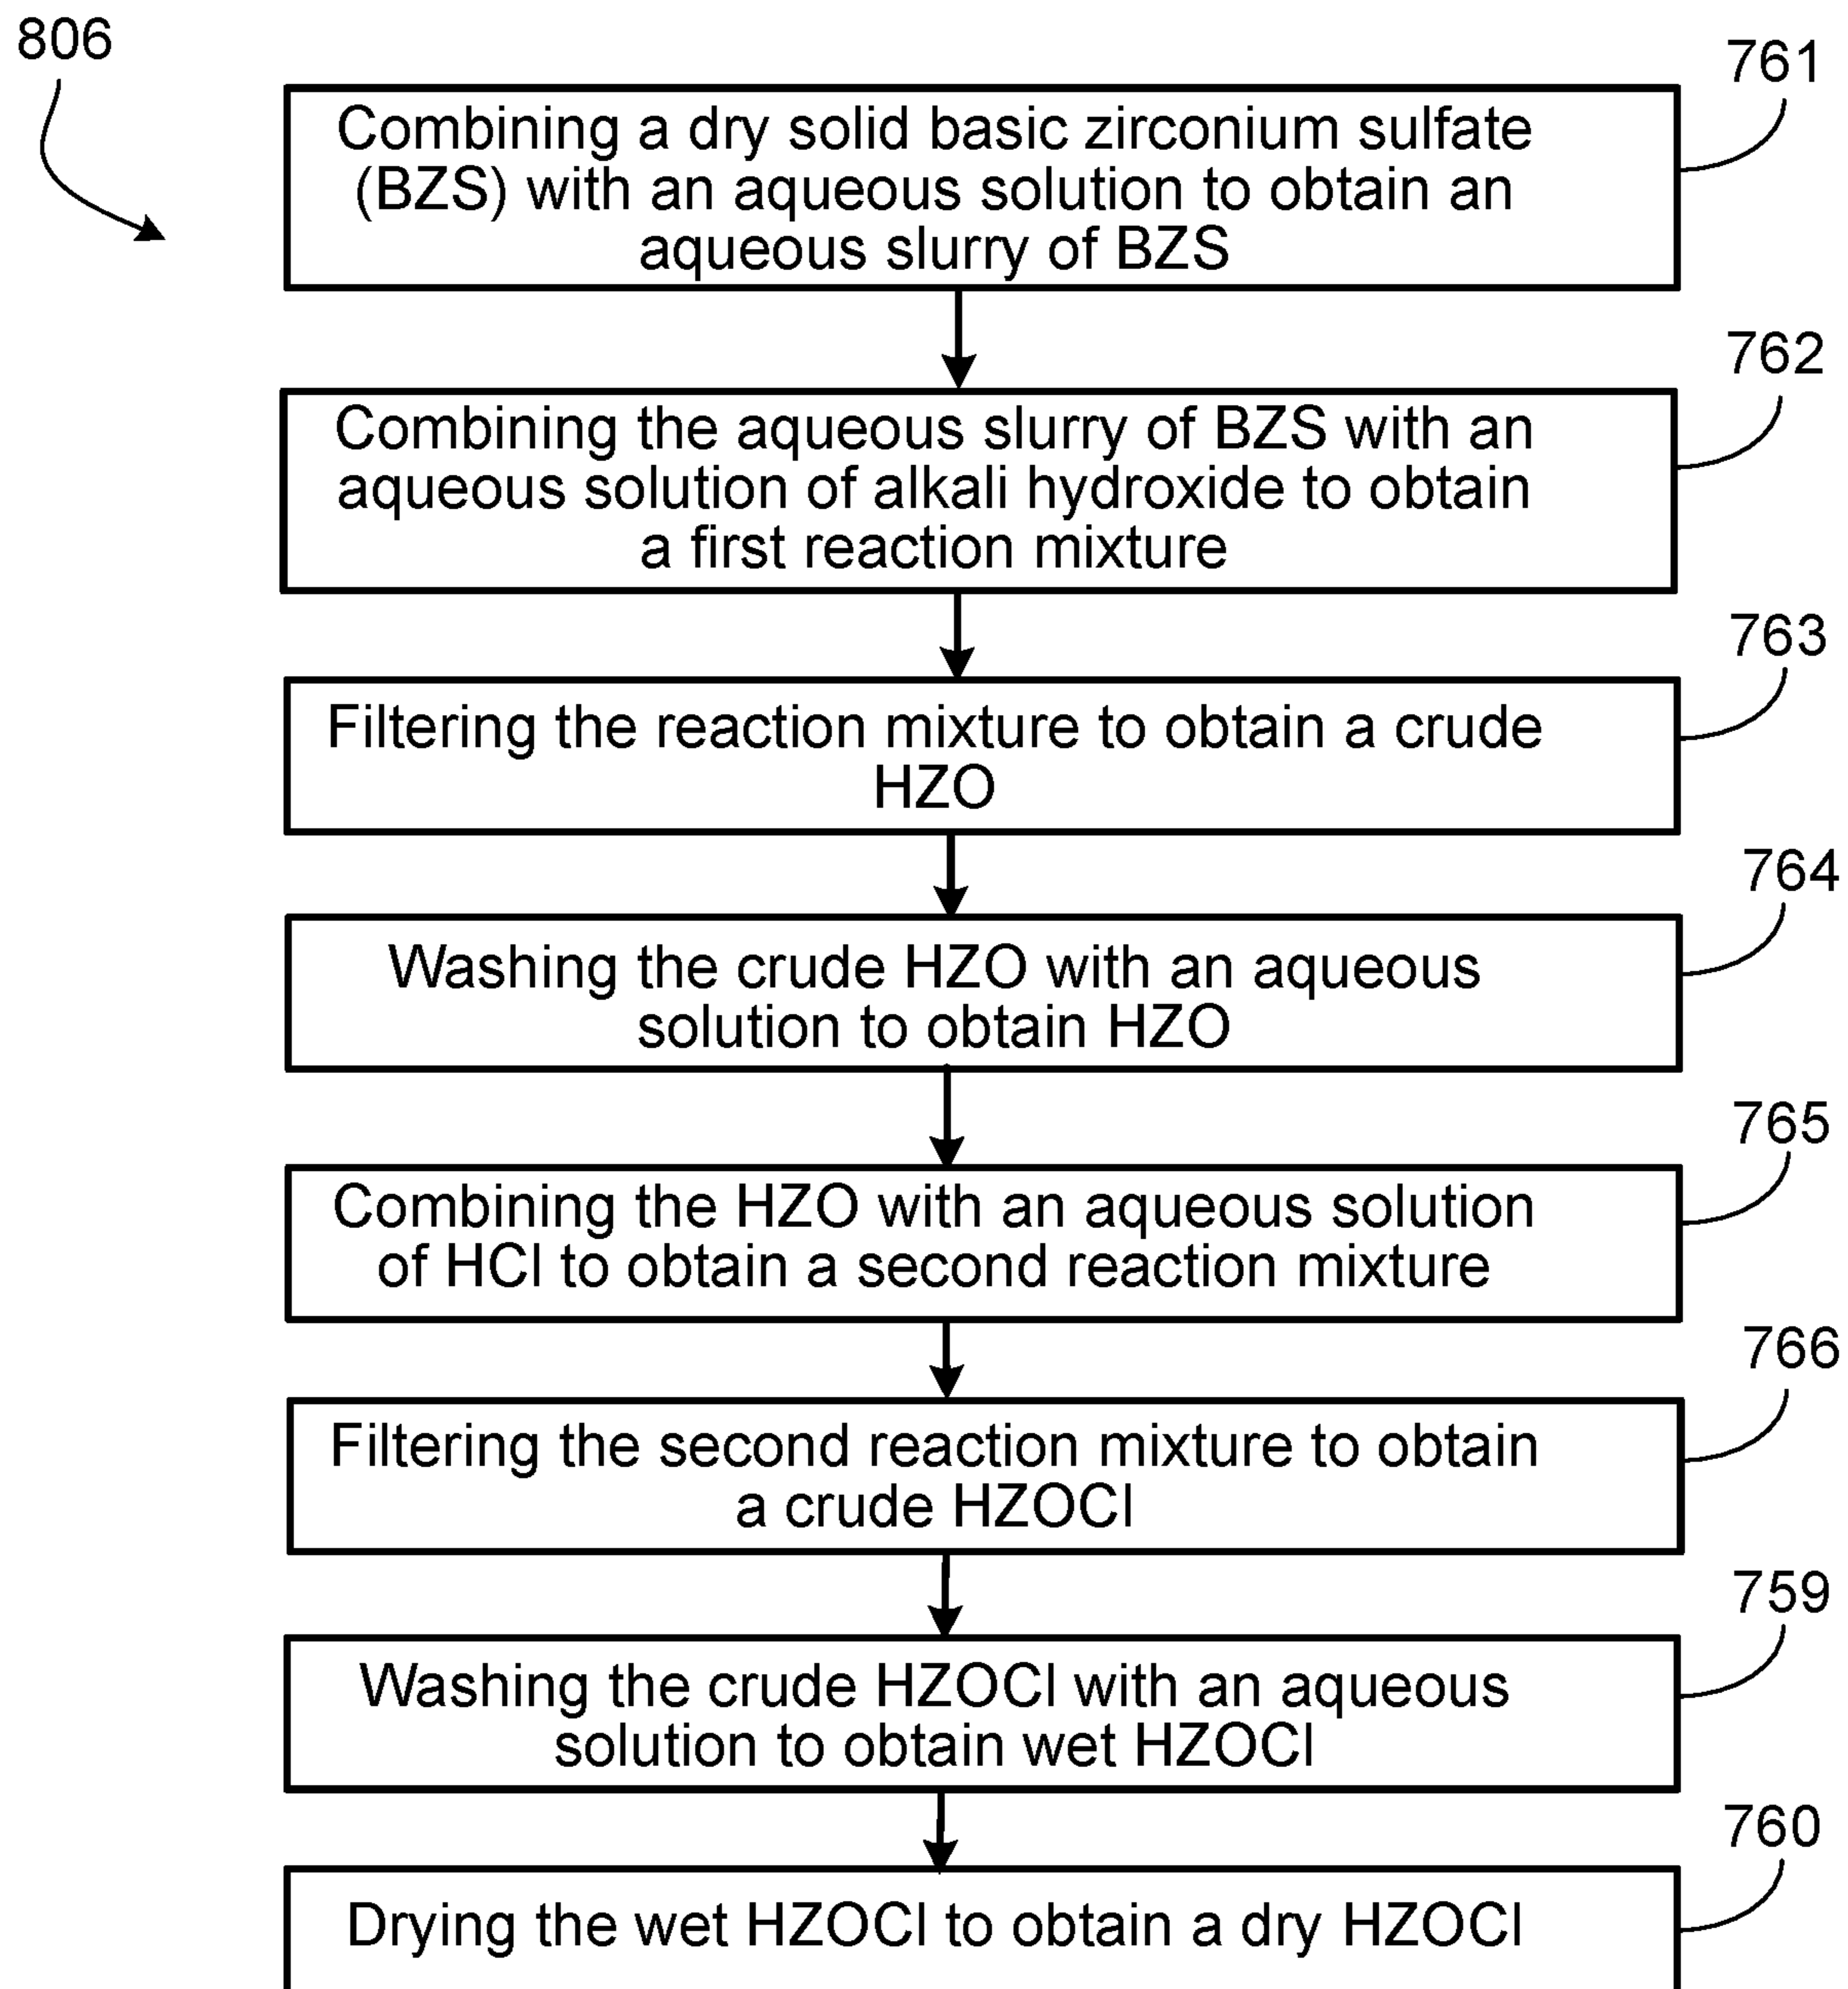 806
761
Combining a dry solid basic zirconium sulfate
(BZS) with an aqueous solution to obtain an
aqueous slurry of BZS
762
Combining the aqueous slurry of BZS with an
aqueous solution of alkali hydroxide to obtain
a first reaction mixture
763
Filtering the reaction mixture to obtain a crude
HZO
764
Washing the crude HZO with an aqueous
solution to obtain HZO
765
Combining the HZO with an aqueous solution
of HCl to obtain a second reaction mixture
766
Filtering the second reaction mixture to obtain
a crude HZOCl
759
Washing the crude HZOCl with an aqueous
solution to obtain wet HZOCl
760
Drying the wet HZOCl to obtain a dry HZOCl